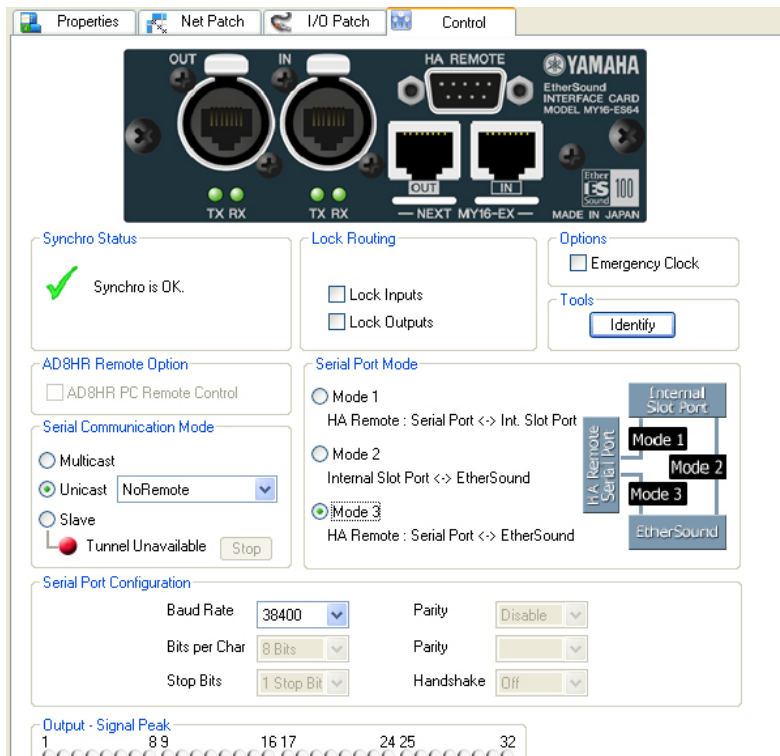 Properties
Net Patch
I/O Patch
Control
OUT
IN
HA REMOTE
YAMAHA
EtherSound
INTERFACE CARD
MODEL MY16-ES64
TX RX
TX RX
OUT
IN
NEXT MY16-EX
Ether
ES 100
Sound
MADE IN JAPAN
Synchro Status
Synchro is OK.
Lock Routing
Lock Inputs
Lock Outputs
Options
Emergency Clock
Tools
Identify
AD8HR Remote Option
AD8HR PC Remote Control
Serial Communication Mode
Multicast
Unicast NoRemote
Slave
Tunnel Unavailable Stop
Serial Port Mode
Mode 1
HA Remote : Serial Port <-> Int. Slot Port
Mode 2
Internal Slot Port <-> EtherSound
Mode 3
HA Remote : Serial Port <-> EtherSound
Internal
Slot Port
HA Remote
Serial Port
Mode 1
Mode 2
Mode 3
EtherSound
Serial Port Configuration
Baud Rate 38400 Parity Disable
Bits per Char 8 Bits Parity
Stop Bits 1 Stop Bit Handshake Off
Output - Signal Peak
1 8 9 16 17 24 25 32